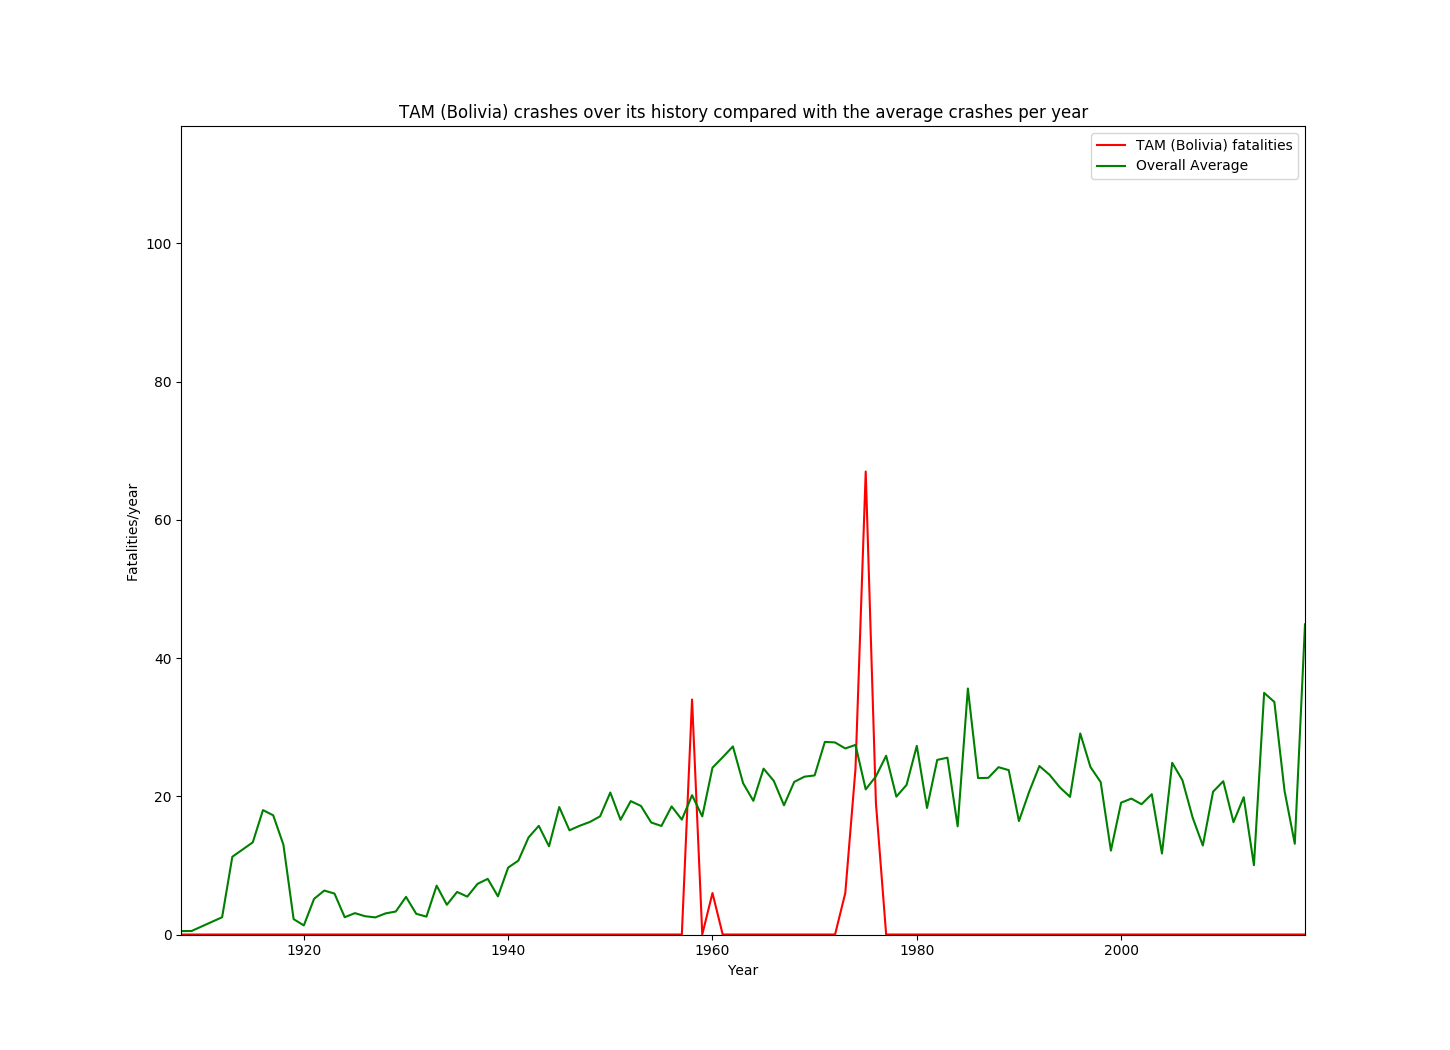 TAM (Bolivia) crashes over its history compared with the average crashes per year
TAM (Bolivia) fatalities
Overall Average
100
80
60
40
20
0
Fatalities/year
1920 1940 1960 1980 2000
Year